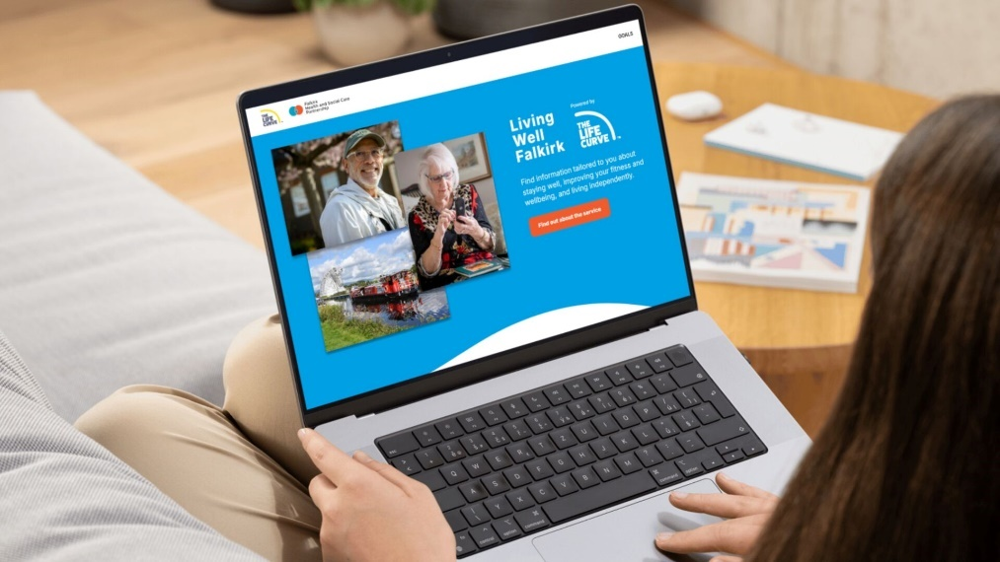 GOALS
THE
LIFE
CURVE
Falkirk
Health and Social Care
Partnership
Living
Well
Falkirk
Powered by
THE
LIFE
CURVE
Find information tailored to you about
staying well, improving your fitness and
wellbeing, and living independently.
Find out about the service
Q W E R T Z U I O P
A S D F G H J K L
Y X C V B N M
command
command